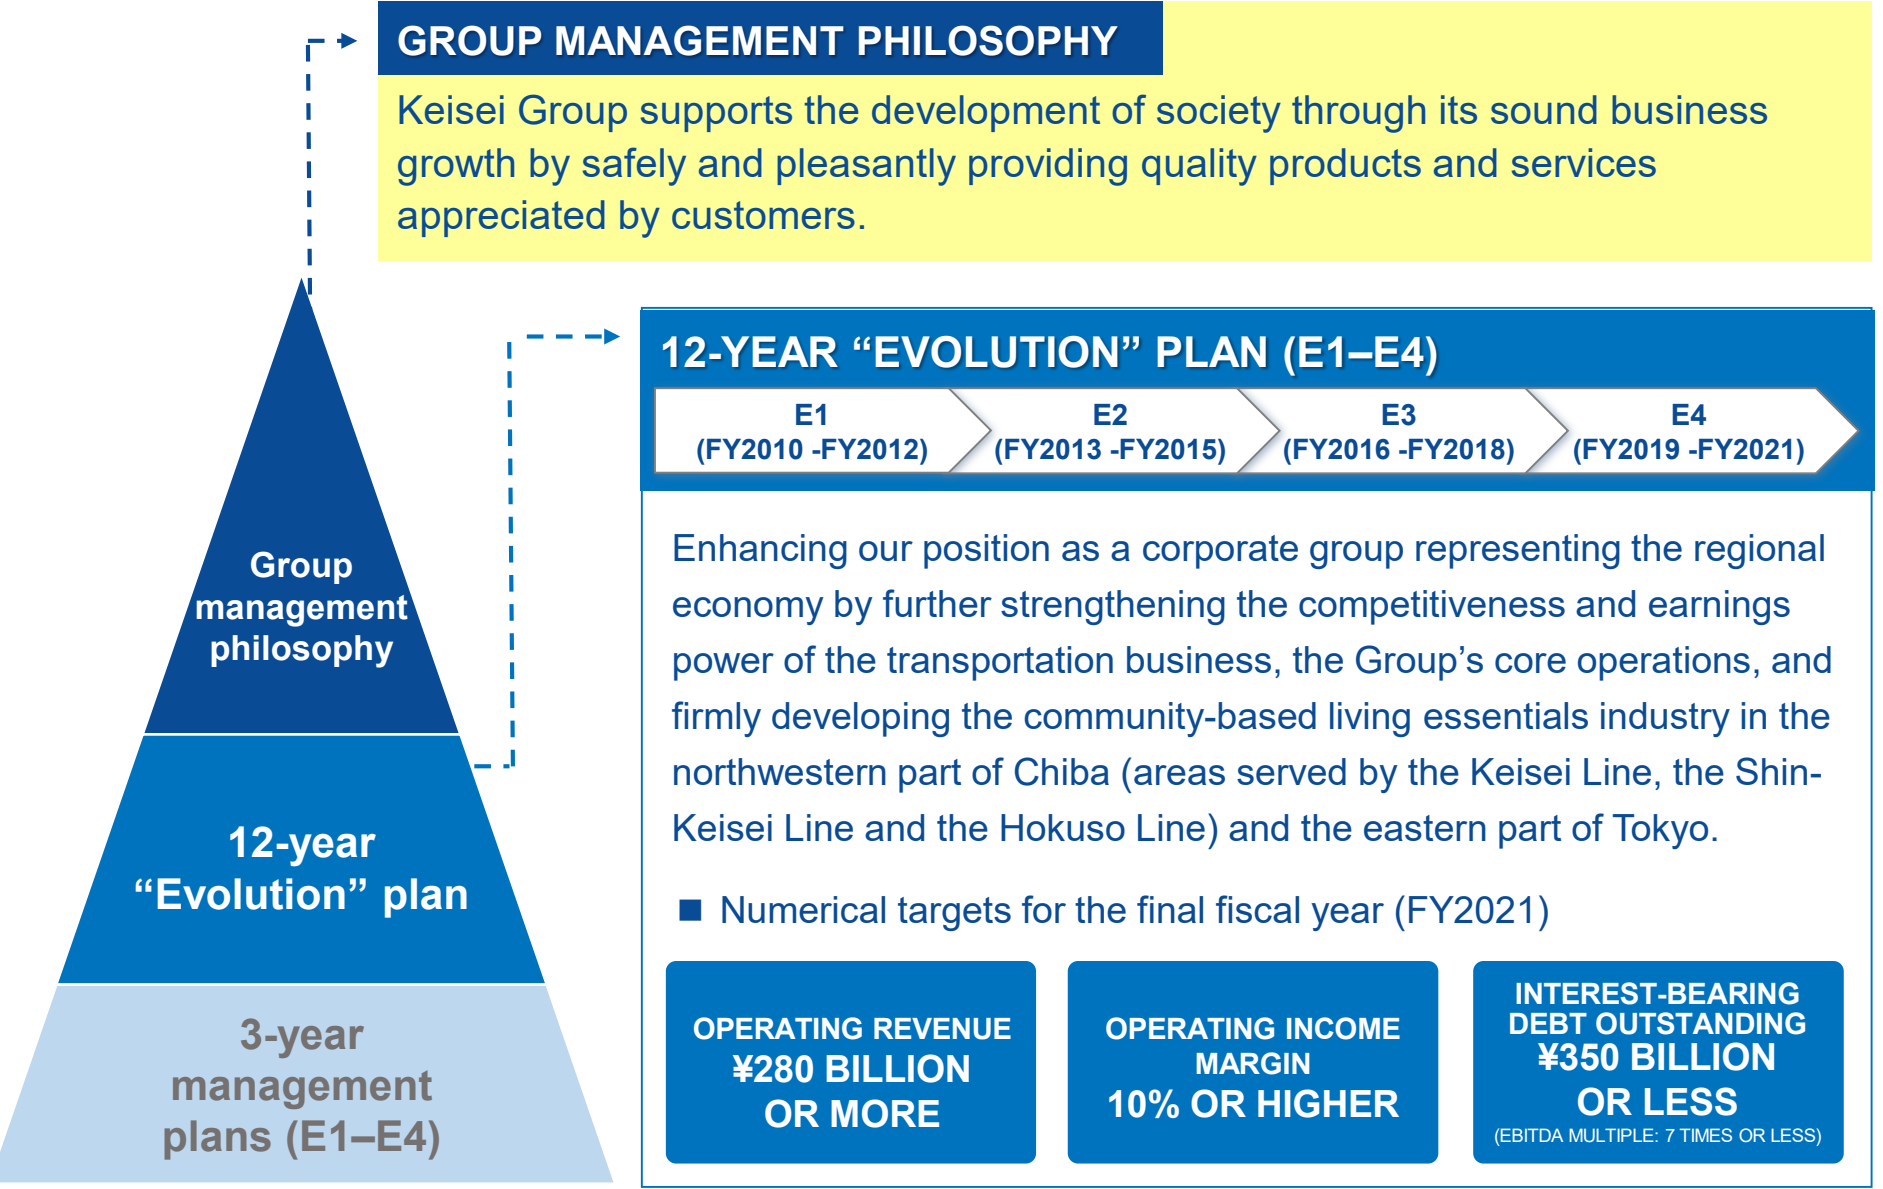 GROUP MANAGEMENT PHILOSOPHY
Keisei Group supports the development of society through its sound business
growth by safely and pleasantly providing quality products and services
appreciated by customers.
Group
management
philosophy
12-year
“Evolution” plan
3-year
management
plans (E1–E4)
12-YEAR “EVOLUTION” PLAN (E1–E4)
E1
(FY2010 -FY2012)
E2
(FY2013 -FY2015)
E3
(FY2016 -FY2018)
E4
(FY2019 -FY2021)
Enhancing our position as a corporate group representing the regional
economy by further strengthening the competitiveness and earnings
power of the transportation business, the Group’s core operations, and
firmly developing the community-based living essentials industry in the
northwestern part of Chiba (areas served by the Keisei Line, the Shin-
Keisei Line and the Hokuso Line) and the eastern part of Tokyo.
■ Numerical targets for the final fiscal year (FY2021)
OPERATING REVENUE
¥280 BILLION
OR MORE
OPERATING INCOME
MARGIN
10% OR HIGHER
INTEREST-BEARING
DEBT OUTSTANDING
¥350 BILLION
OR LESS
(EBITDA MULTIPLE: 7 TIMES OR LESS)